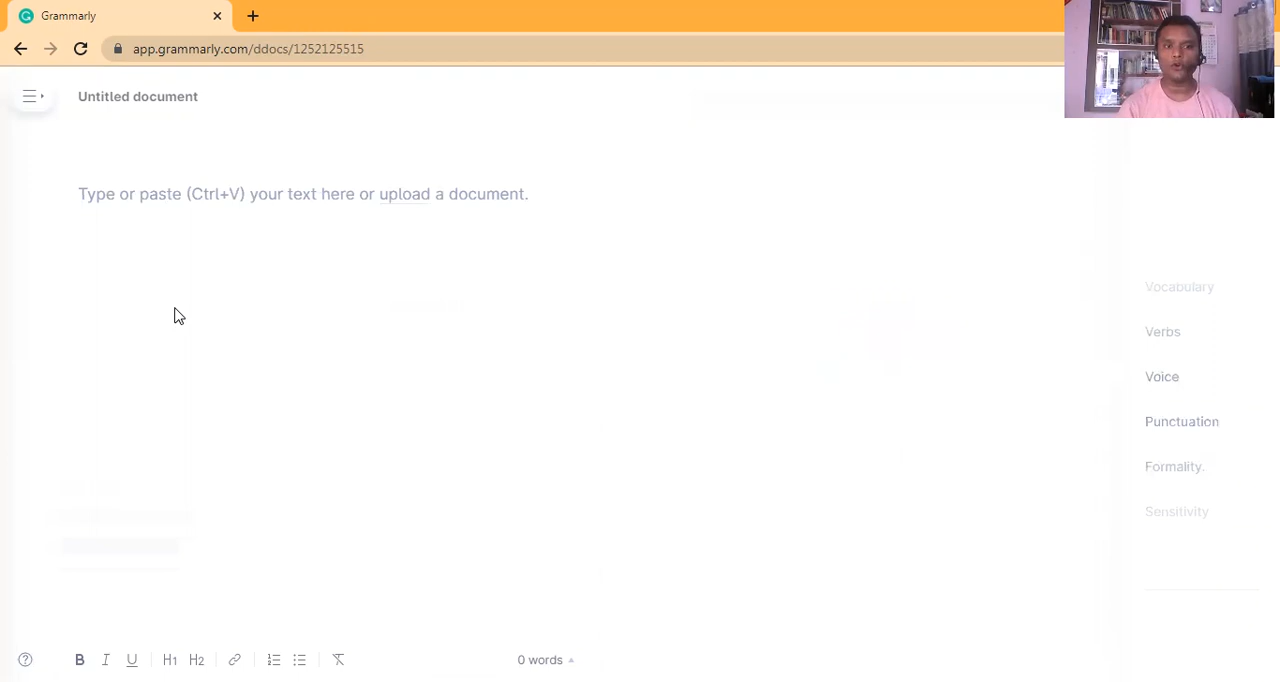 Grammarly
app.grammarly.com/ddocs/1252125515
Untitled document
Type or paste (Ctrl+V) your text here or upload a document.
Vocabulary
Verbs
Voice
Punctuation
Formality.
Sensitivity
B I U H1 H2 0 words